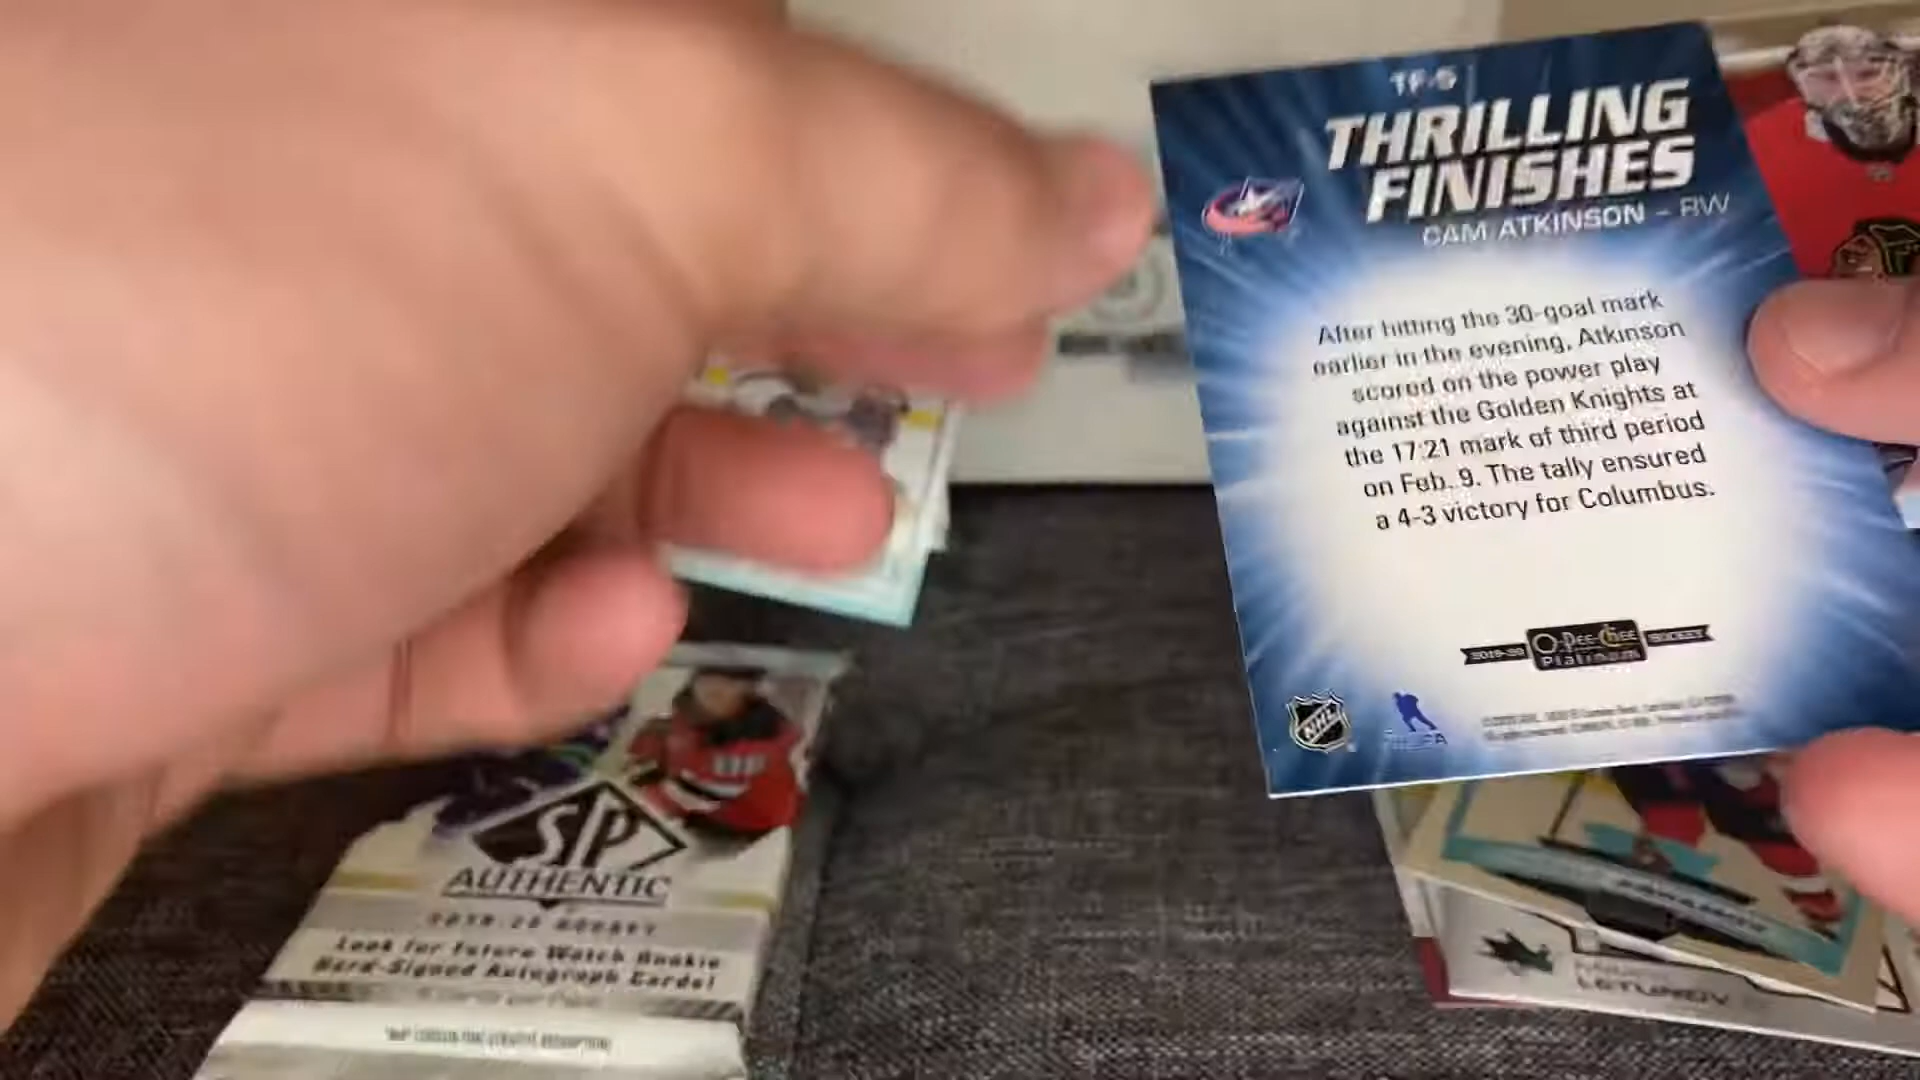 TF-5
THRILLING
FINISHES
CAM ATKINSON - RW
After hitting the 30-goal mark
earlier in the evening, Atkinson
scored on the power play
against the Golden Knights at
the 17:21 mark of third period
on Feb. 9. The tally ensured
a 4-3 victory for Columbus.
2019-20 O-Pee-Chee HOCKEY
Platinum
NHL
SP
AUTHENTIC
2019-20 HOCKEY
Look for Future Watch Rookie
Hard-Signed Autograph Cards!
LETUNOV